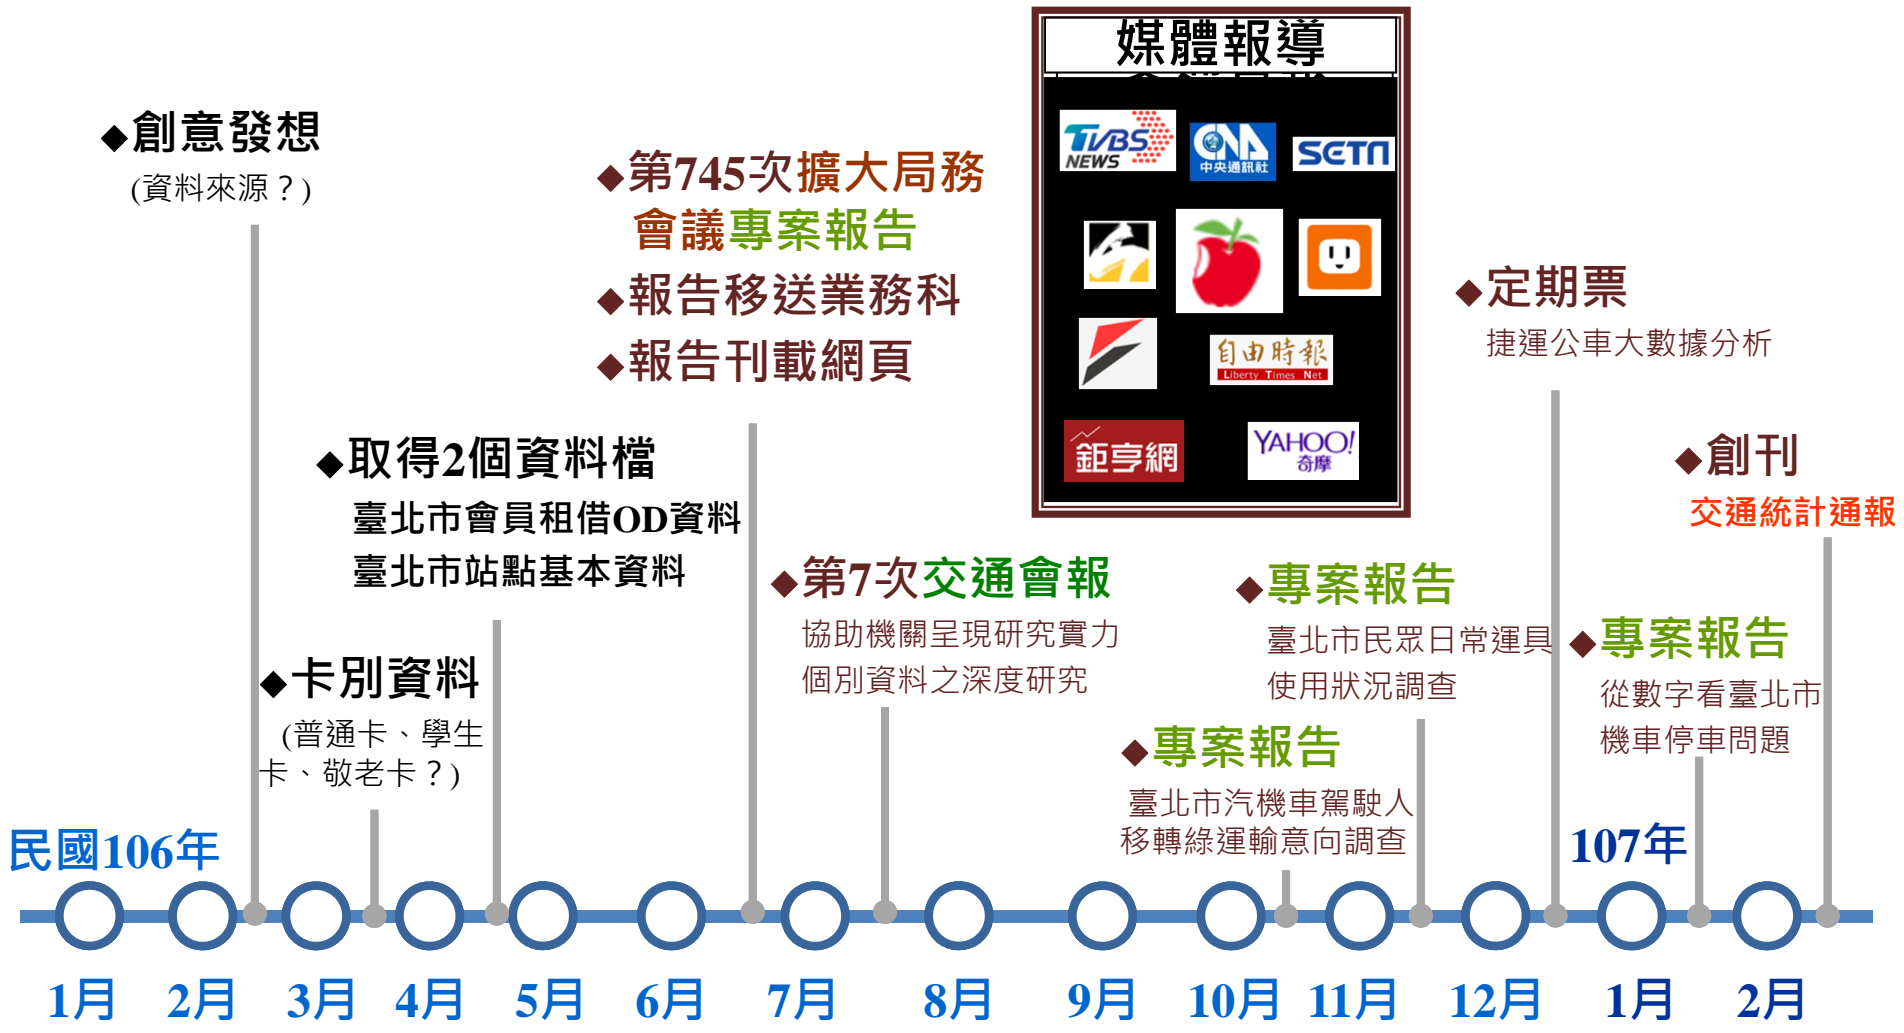 媒體報導
TVBS
NEWS
CNA
中央通訊社
SETN
自由時報
Liberty Times Net
鉅亨網
YAHOO!
奇摩
◆創意發想
(資料來源？)
◆第745次擴大局務
會議專案報告
◆報告移送業務科
◆報告刊載網頁
◆定期票
捷運公車大數據分析
◆取得2個資料檔
臺北市會員租借OD資料
臺北市站點基本資料
◆創刊
交通統計通報
◆第7次交通會報
協助機關呈現研究實力
個別資料之深度研究
◆專案報告
臺北市民眾日常運具
使用狀況調查
◆專案報告
從數字看臺北市
機車停車問題
◆卡別資料
(普通卡、學生
卡、敬老卡？)
◆專案報告
臺北市汽機車駕駛人
移轉綠運輸意向調查
民國106年
107年
1月 2月 3月 4月 5月 6月 7月 8月 9月 10月 11月 12月 1月 2月